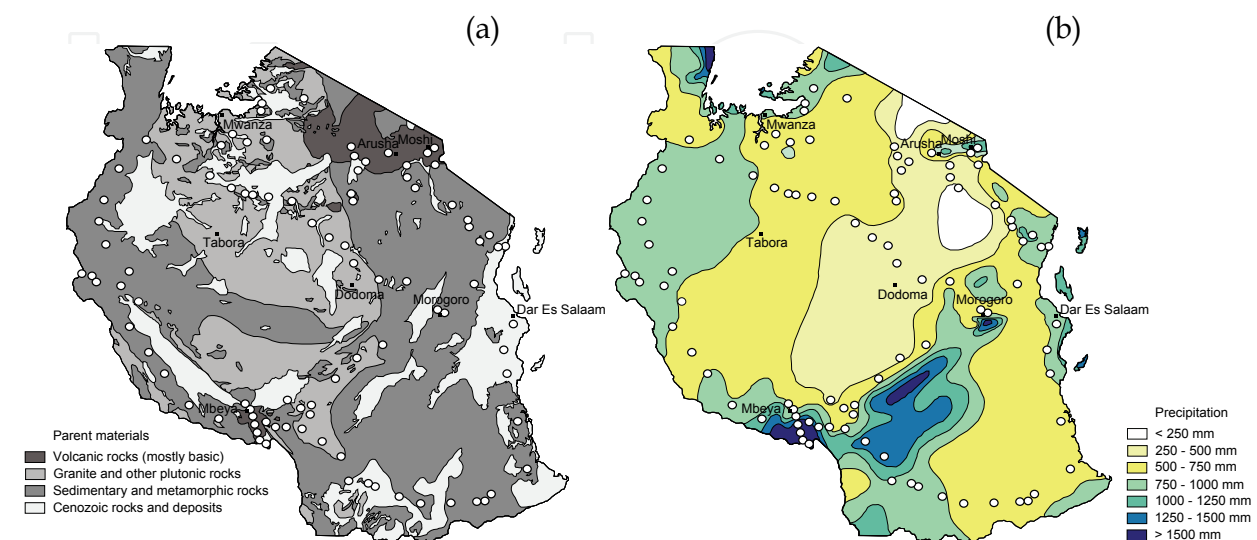 (a)
Mwanza
Arusha
Moshi
Tabora
Dodoma
Morogoro
Dar Es Salaam
Mbeya
Parent materials
Volcanic rocks (mostly basic)
Granite and other plutonic rocks
Sedimentary and metamorphic rocks
Cenozoic rocks and deposits
(b)
Mwanza
Arusha
Moshi
Tabora
Dodoma
Morogoro
Dar Es Salaam
Mbeya
Precipitation
< 250 mm
250 - 500 mm
500 - 750 mm
750 - 1000 mm
1000 - 1250 mm
1250 - 1500 mm
> 1500 mm